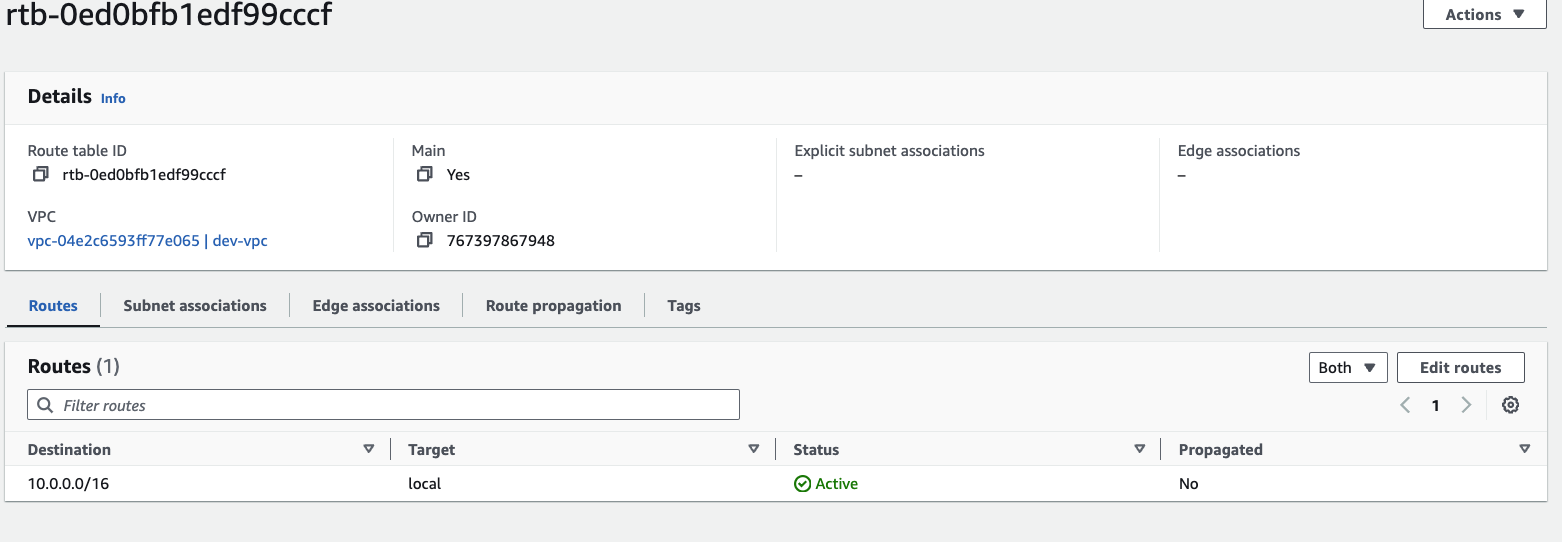 rtb-0ed0bfb1edf99cccf
Actions
Details Info
Route table ID
rtb-0ed0bfb1edf99cccf
Main
Yes
Explicit subnet associations
–
Edge associations
–
VPC
vpc-04e2c6593ff77e065 | dev-vpc
Owner ID
767397867948
Routes
Subnet associations
Edge associations
Route propagation
Tags
Routes (1)
Both
Edit routes
Filter routes
1
Destination
Target
Status
Propagated
10.0.0.0/16
local
Active
No